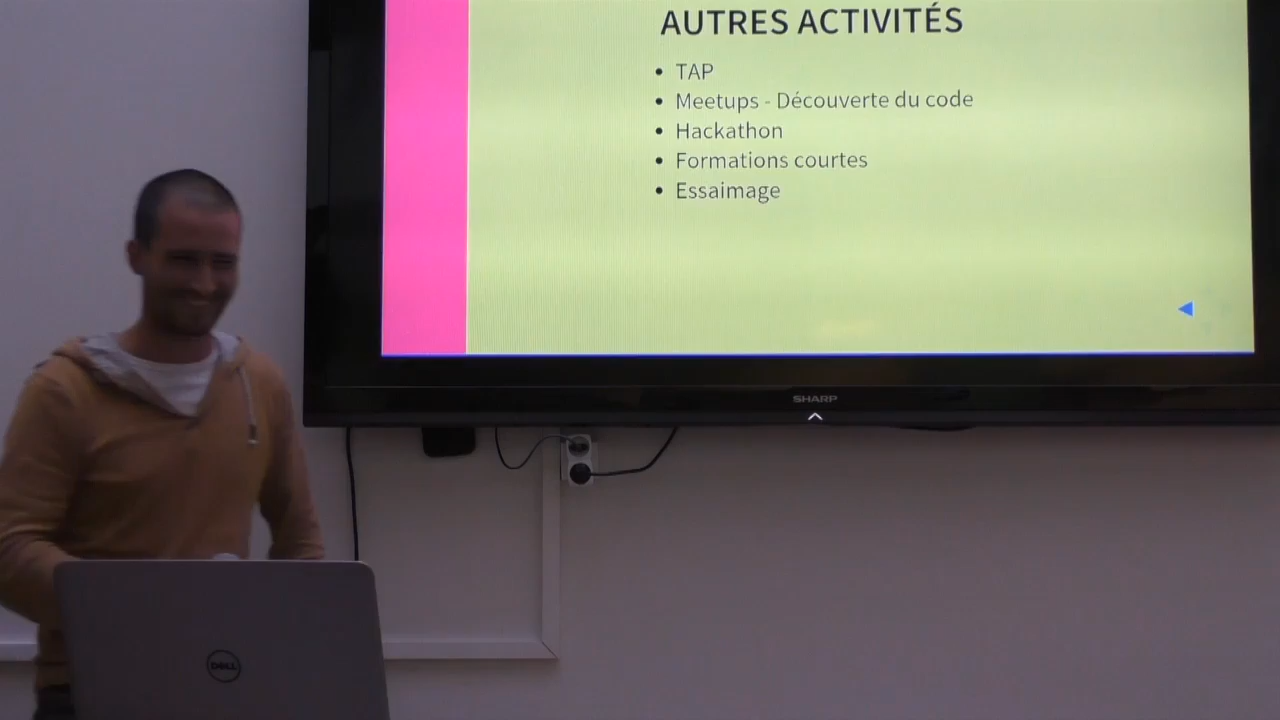 AUTRES ACTIVITÉS
• TAP
• Meetups - Découverte du code
• Hackathon
• Formations courtes
• Essaimage
SHARP
DELL